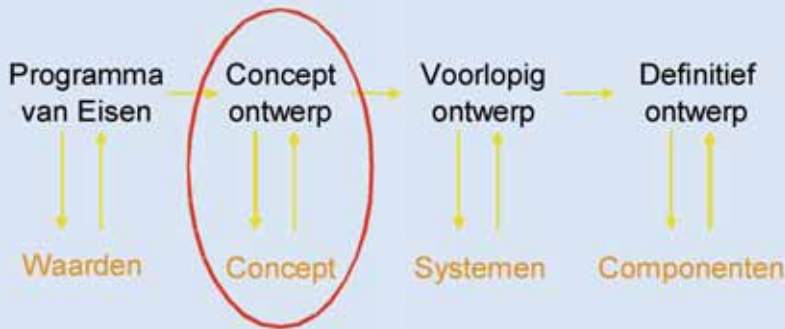 Programma
van Eisen
Concept
ontwerp
Voorlopig
ontwerp
Definitief
ontwerp
Waarden
Concept
Systemen
Componenten